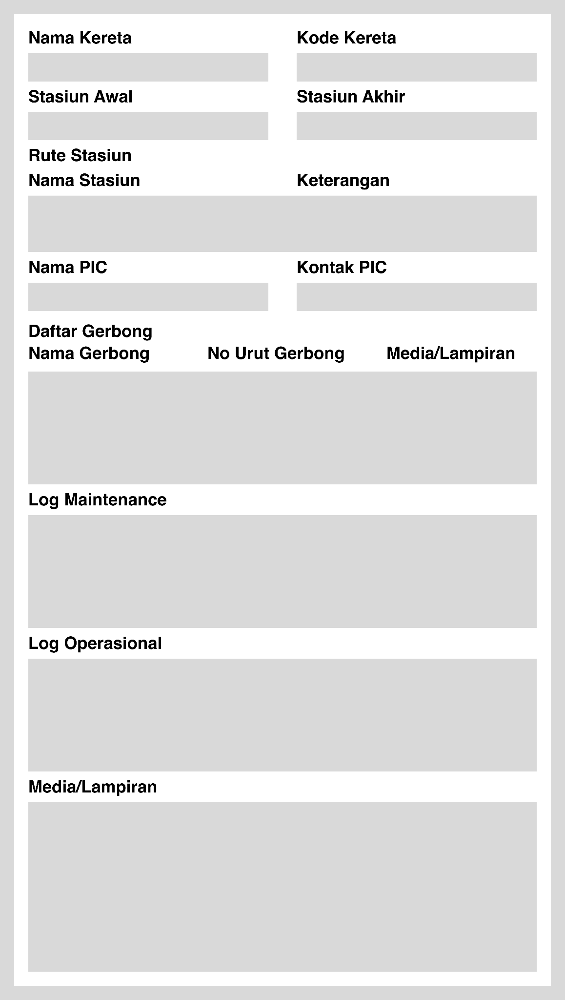 Nama Kereta
Kode Kereta
Stasiun Awal
Stasiun Akhir
Rute Stasiun
Nama Stasiun
Keterangan
Nama PIC
Kontak PIC
Daftar Gerbong
Nama Gerbong
No Urut Gerbong
Media/Lampiran
Log Maintenance
Log Operasional
Media/Lampiran